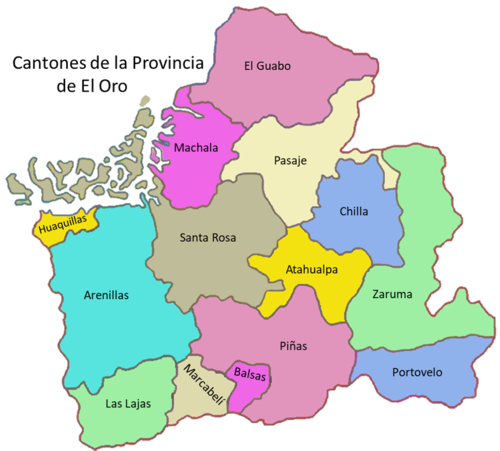 Cantones de la Provincia
de El Oro
El Guabo
Machala
Pasaje
Chilla
Huaquillas
Santa Rosa
Atahualpa
Arenillas
Zaruma
Piñas
Balsas
Marcabelí
Portovelo
Las Lajas